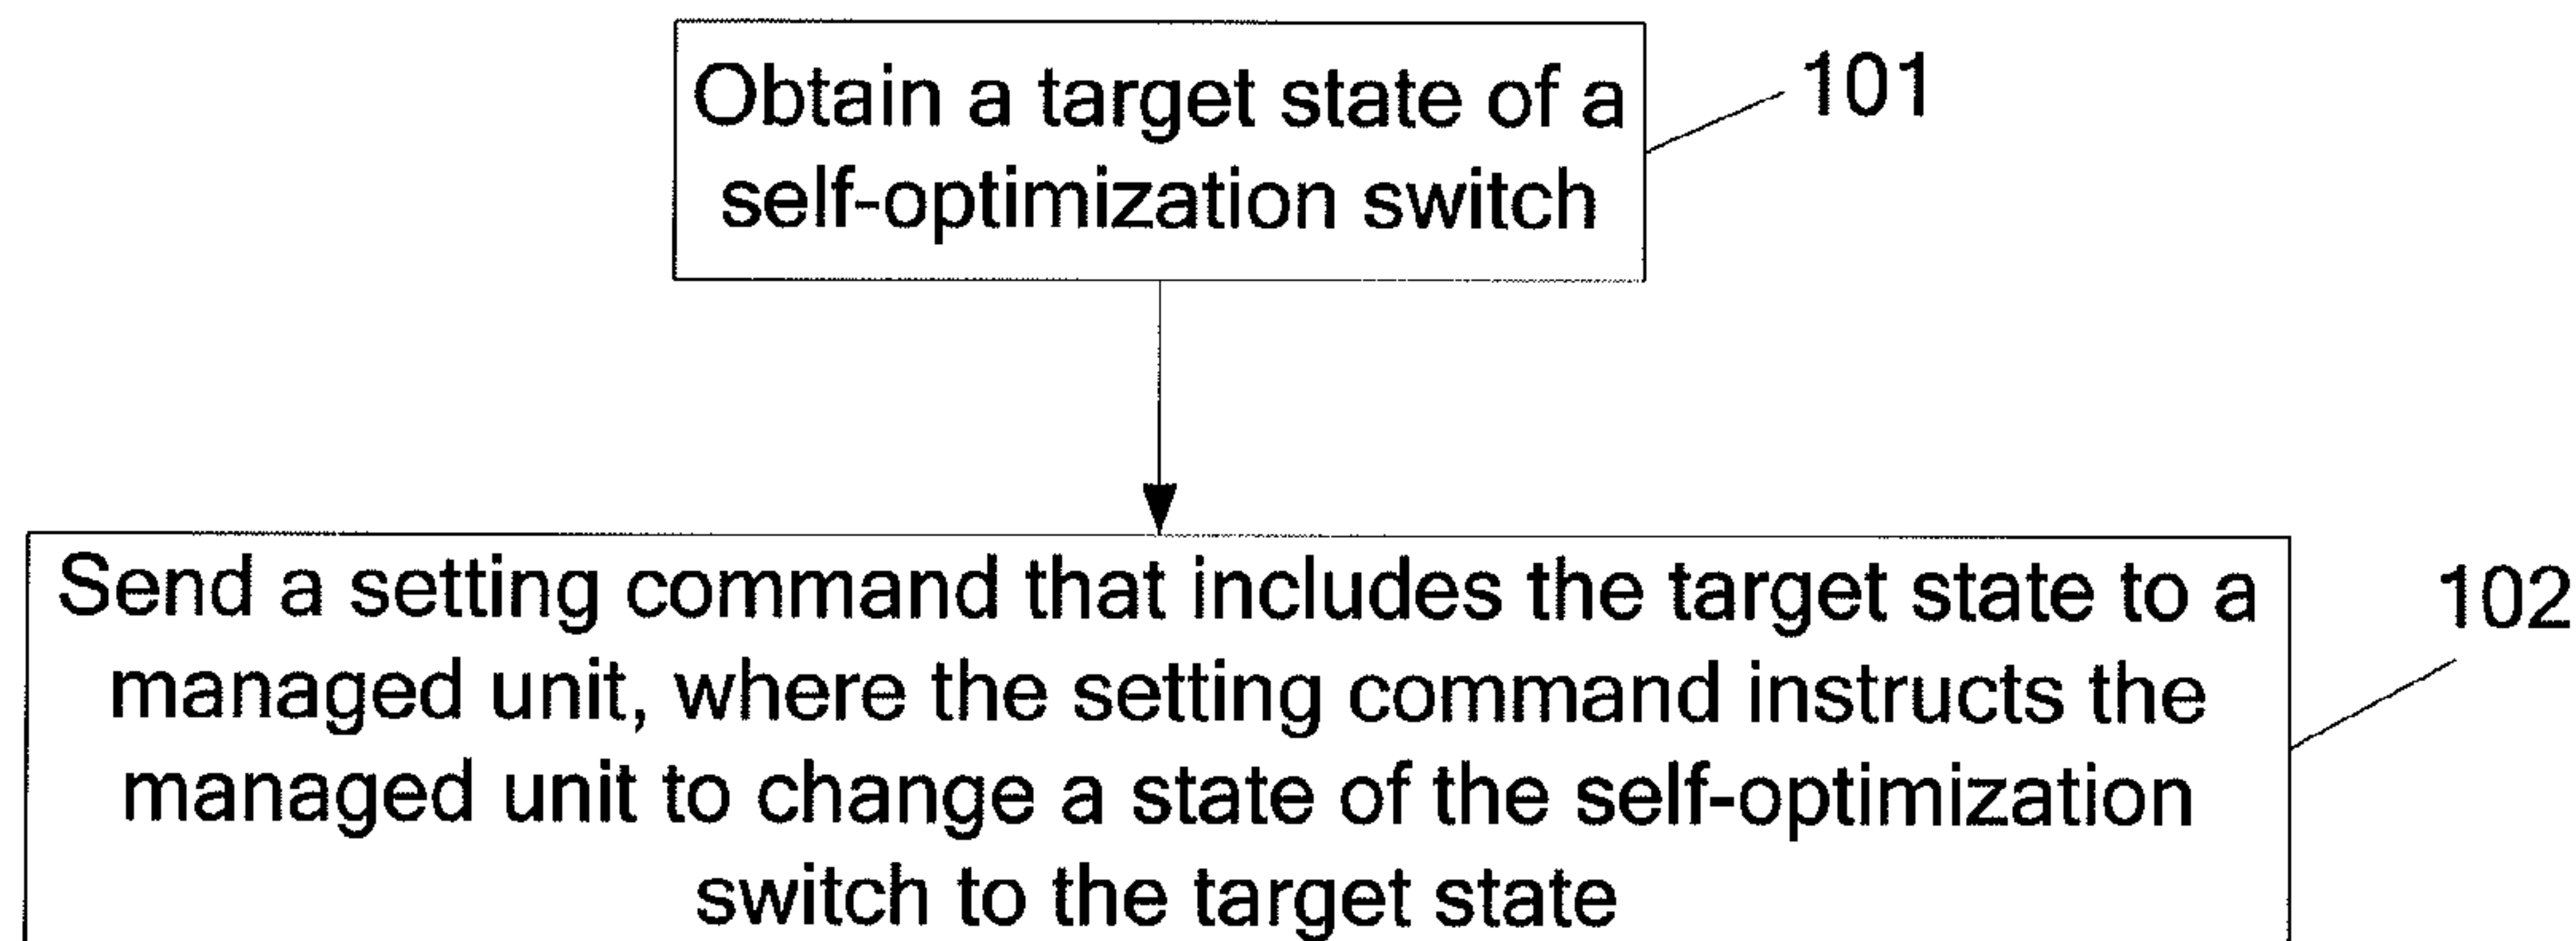 Obtain a target state of a
self-optimization switch
101
Send a setting command that includes the target state to a
managed unit, where the setting command instructs the
managed unit to change a state of the self-optimization
switch to the target state
102